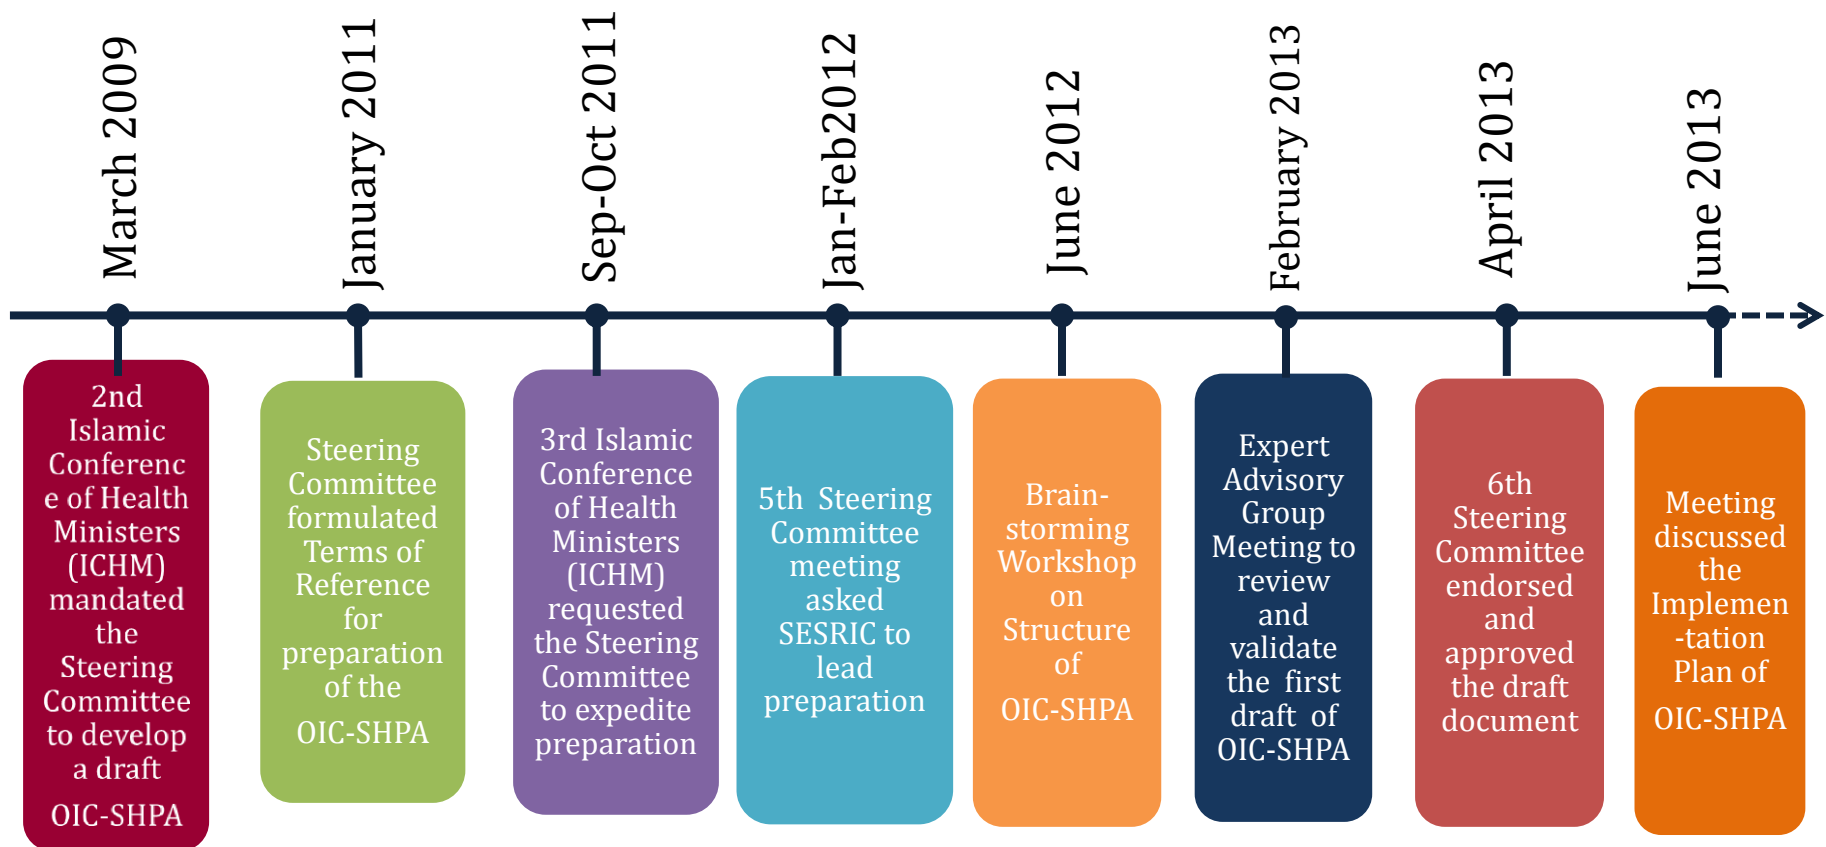 March 2009
January 2011
Sep-Oct 2011
Jan-Feb2012
June 2012
February 2013
April 2013
June 2013
2nd
Islamic
Conferenc
e of Health
Ministers
(ICHM)
mandated
the
Steering
Committee
to develop
a draft
OIC-SHPA
Steering
Committee
formulated
Terms of
Reference
for
preparation
of the
OIC-SHPA
3rd Islamic
Conference
of Health
Ministers
(ICHM)
requested
the Steering
Committee
to expedite
preparation
5th Steering
Committee
meeting
asked
SESRIC to
lead
preparation
Brain-
storming
Workshop
on
Structure
of
OIC-SHPA
Expert
Advisory
Group
Meeting to
review
and
validate
the first
draft of
OIC-SHPA
6th
Steering
Committee
endorsed
and
approved
the draft
document
Meeting
discussed
the
Implemen
-tation
Plan of
OIC-SHPA